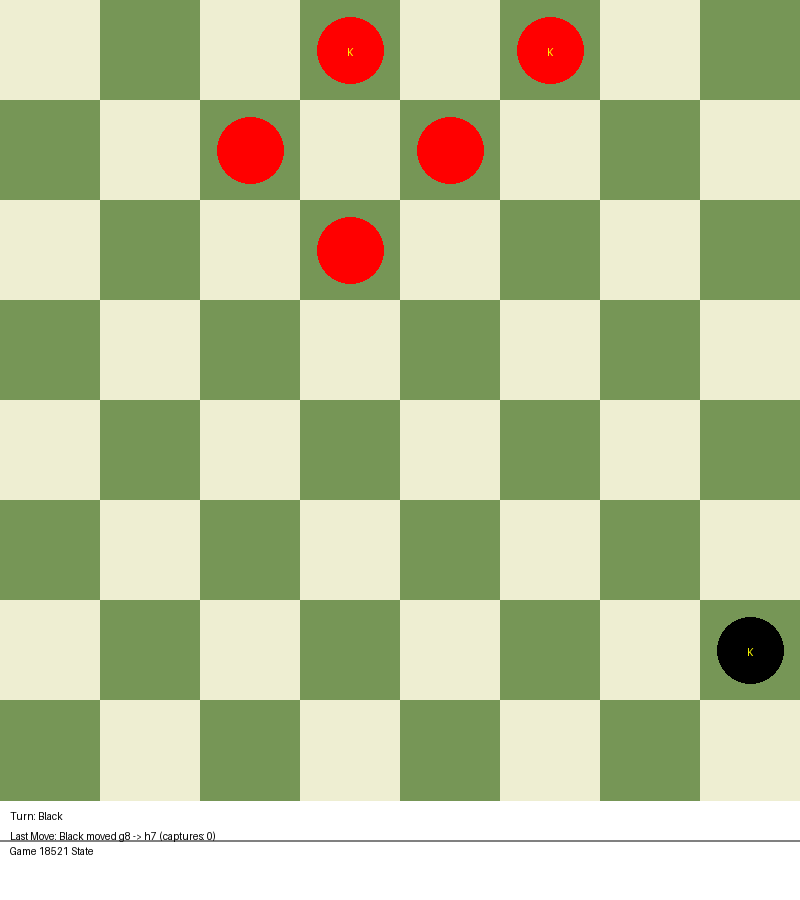 K K
K
Turn: Black
Last Move: Black moved g8 -> h7 (captures: 0)
Game 18521 State